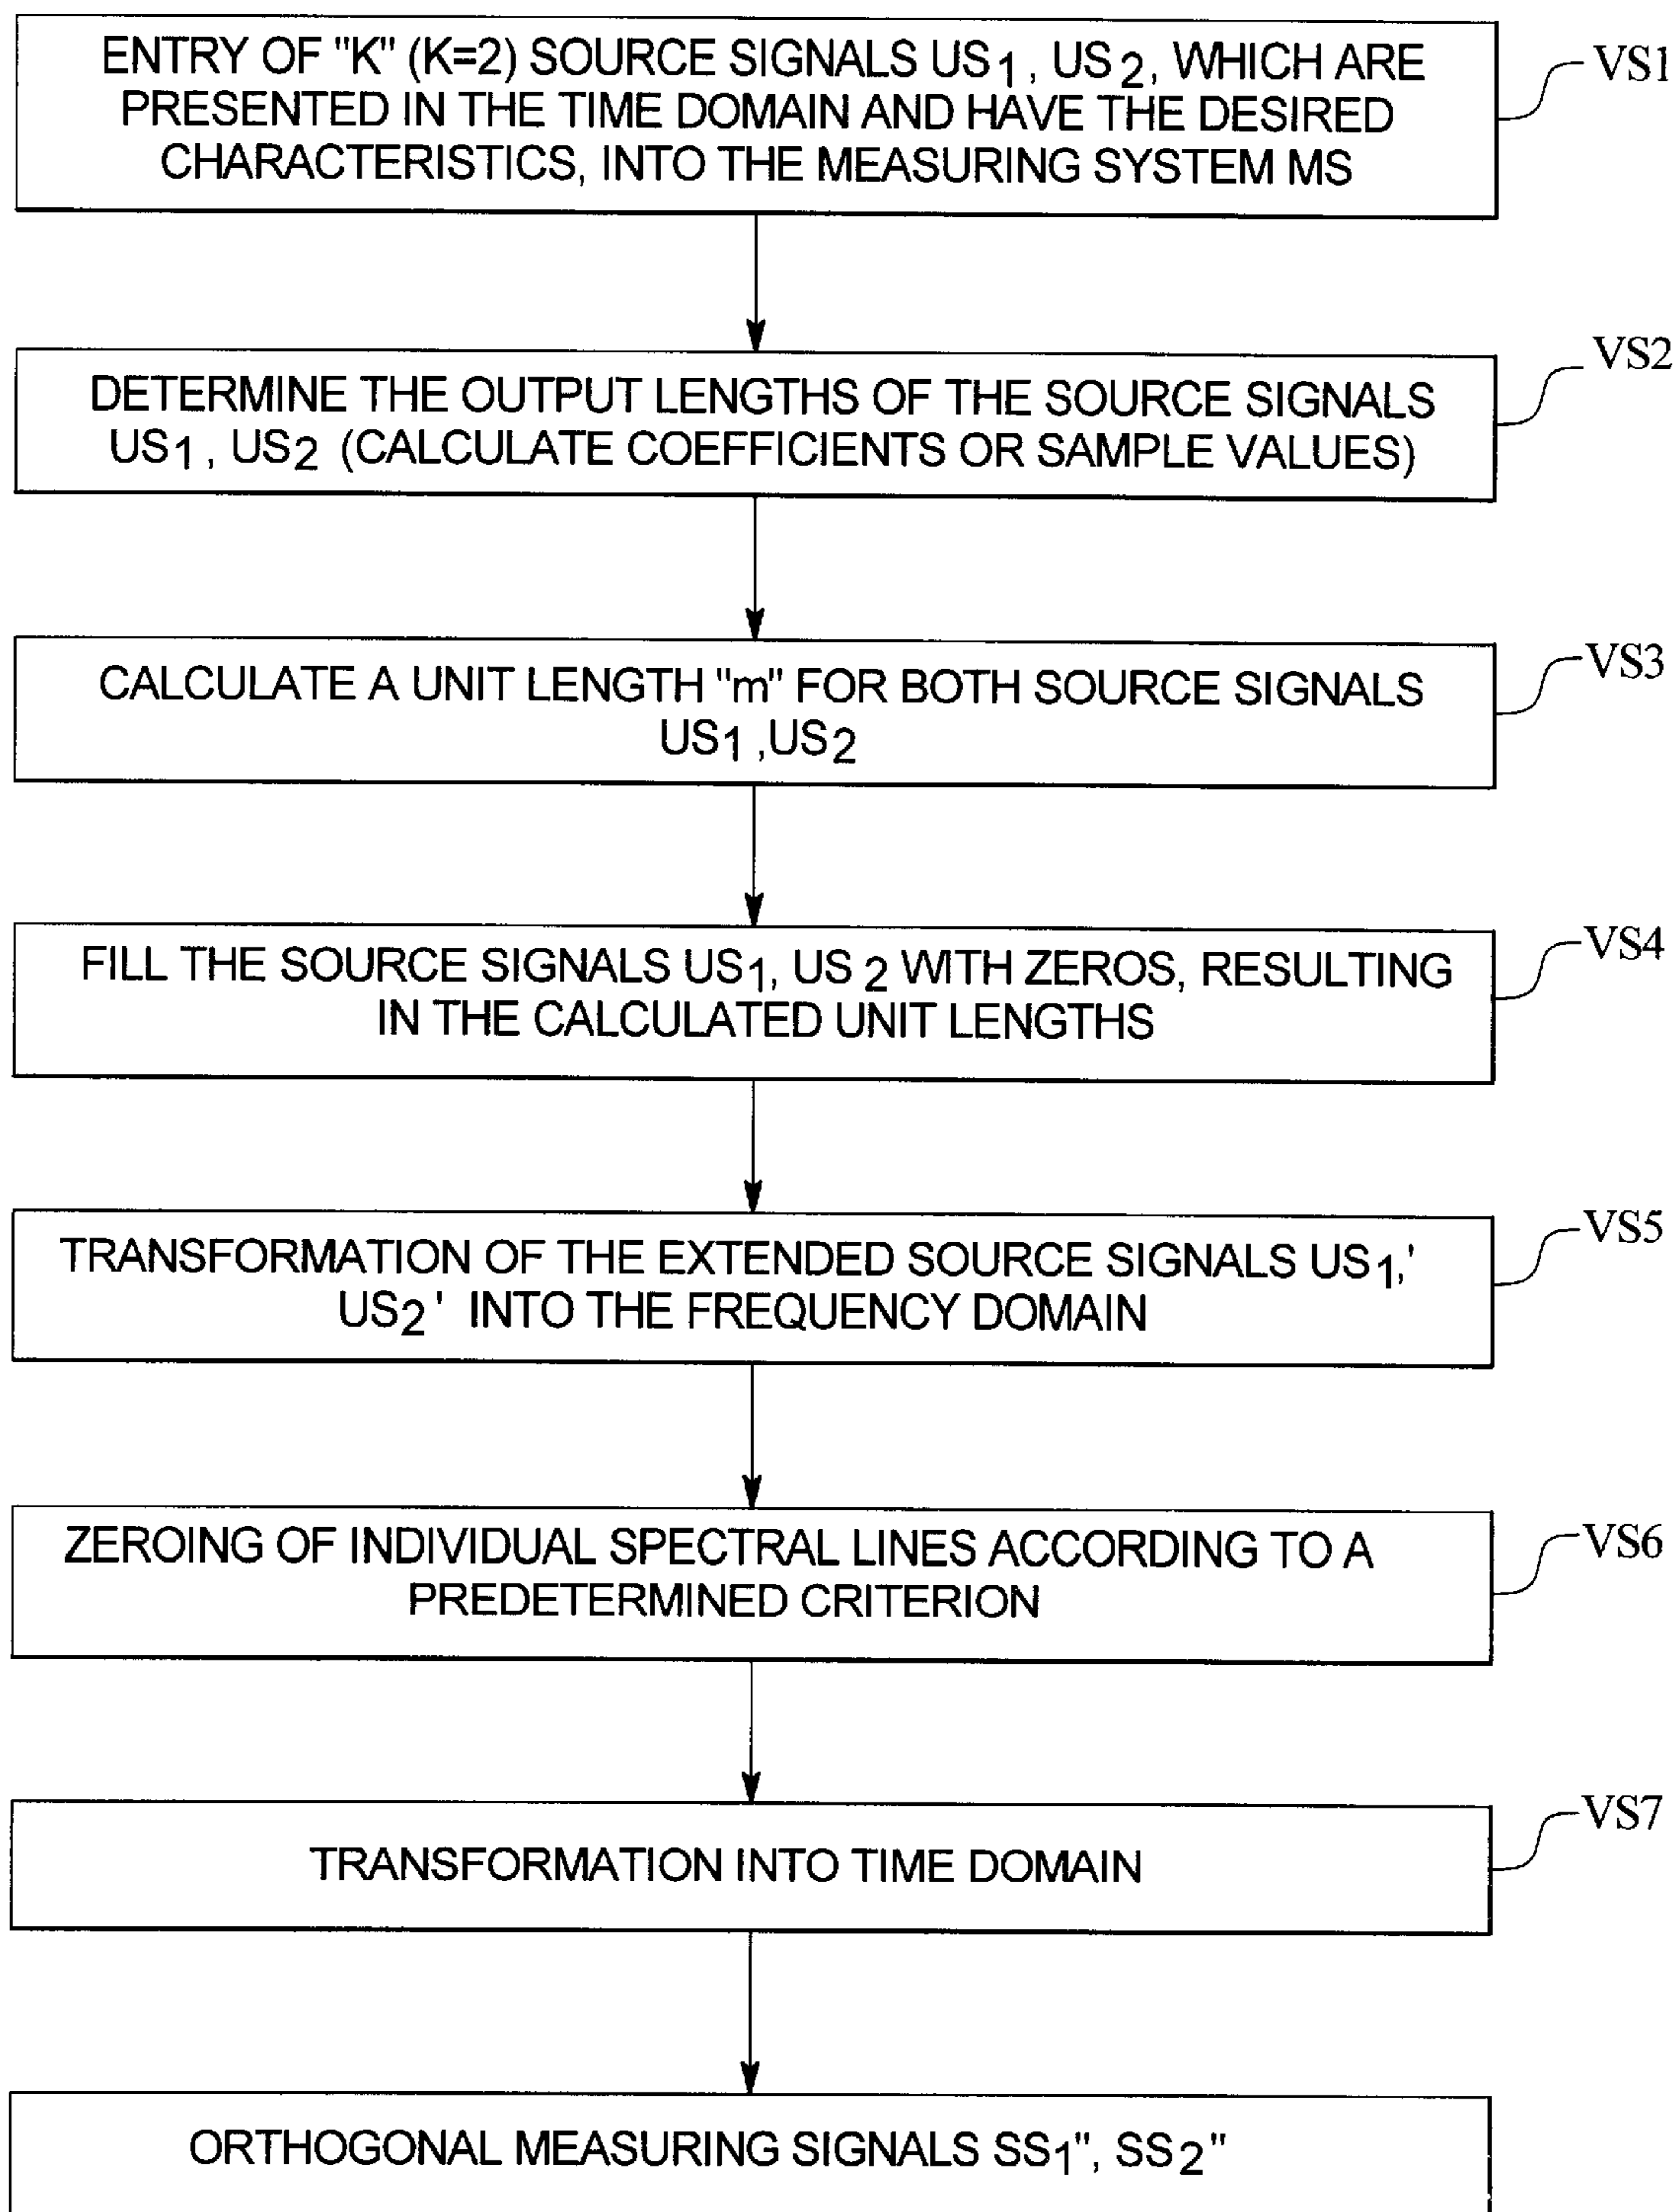 ENTRY OF "K" (K=2) SOURCE SIGNALS US1, US2, WHICH ARE
PRESENTED IN THE TIME DOMAIN AND HAVE THE DESIRED
CHARACTERISTICS, INTO THE MEASURING SYSTEM MS
VS1
DETERMINE THE OUTPUT LENGTHS OF THE SOURCE SIGNALS
US1, US2 (CALCULATE COEFFICIENTS OR SAMPLE VALUES)
VS2
CALCULATE A UNIT LENGTH "m" FOR BOTH SOURCE SIGNALS
US1 ,US2
VS3
FILL THE SOURCE SIGNALS US1, US2 WITH ZEROS, RESULTING
IN THE CALCULATED UNIT LENGTHS
VS4
TRANSFORMATION OF THE EXTENDED SOURCE SIGNALS US1,'
US2' INTO THE FREQUENCY DOMAIN
VS5
ZEROING OF INDIVIDUAL SPECTRAL LINES ACCORDING TO A
PREDETERMINED CRITERION
VS6
TRANSFORMATION INTO TIME DOMAIN
VS7
ORTHOGONAL MEASURING SIGNALS SS1", SS2"